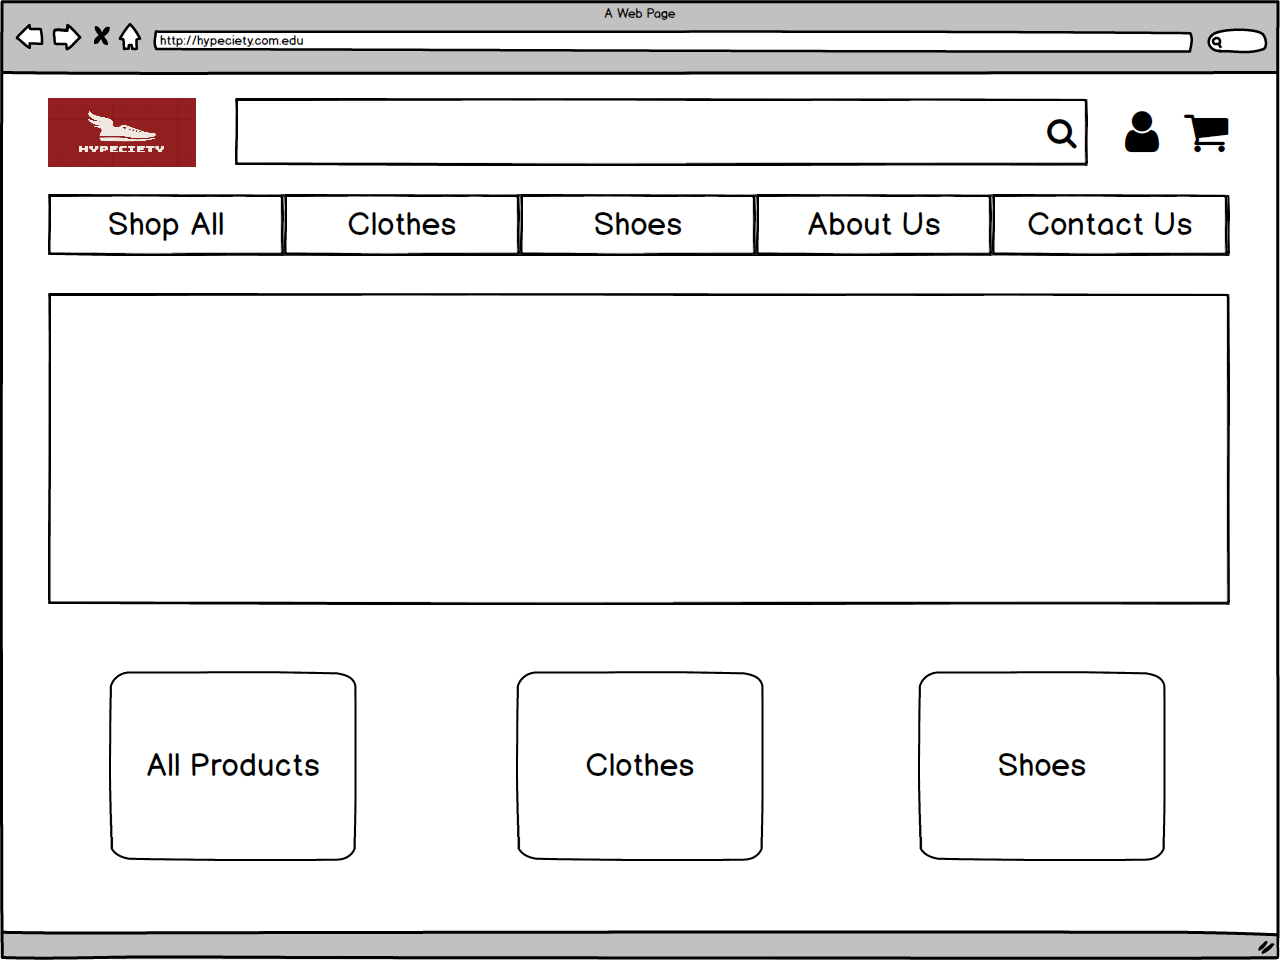 A Web Page
http://hypeciety.com.edu
HYPECIETY
Shop All
Clothes
Shoes
About Us
Contact Us
All Products
Clothes
Shoes